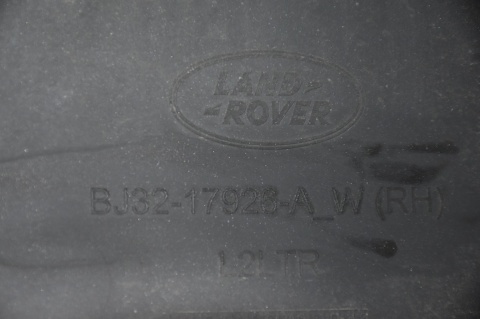 LAND
ROVER
BJ32-17928-A_W (RH)
1.2LTR